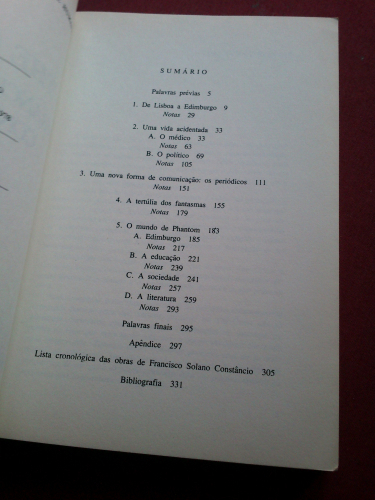 SUMÁRIO
Palavras prévias 5
1. De Lisboa a Edimburgo 9
Notas 29
2. Uma vida acidentada 33
A. O médico 33
Notas 63
B. O político 69
Notas 105
3. Uma nova forma de comunicação: os periódicos 111
Notas 151
4. A tertília dos fantasmas 155
Notas 179
5. O mundo de Phantom 183
A. Edimburgo 185
Notas 217
B. A educação 221
Notas 239
C. A sociedade 241
Notas 257
D. A literatura 259
Notas 293
Palavras finais 295
Apêndice 297
Lista cronológica das obras de Francisco Solano Constâncio 305
Bibliografia 331